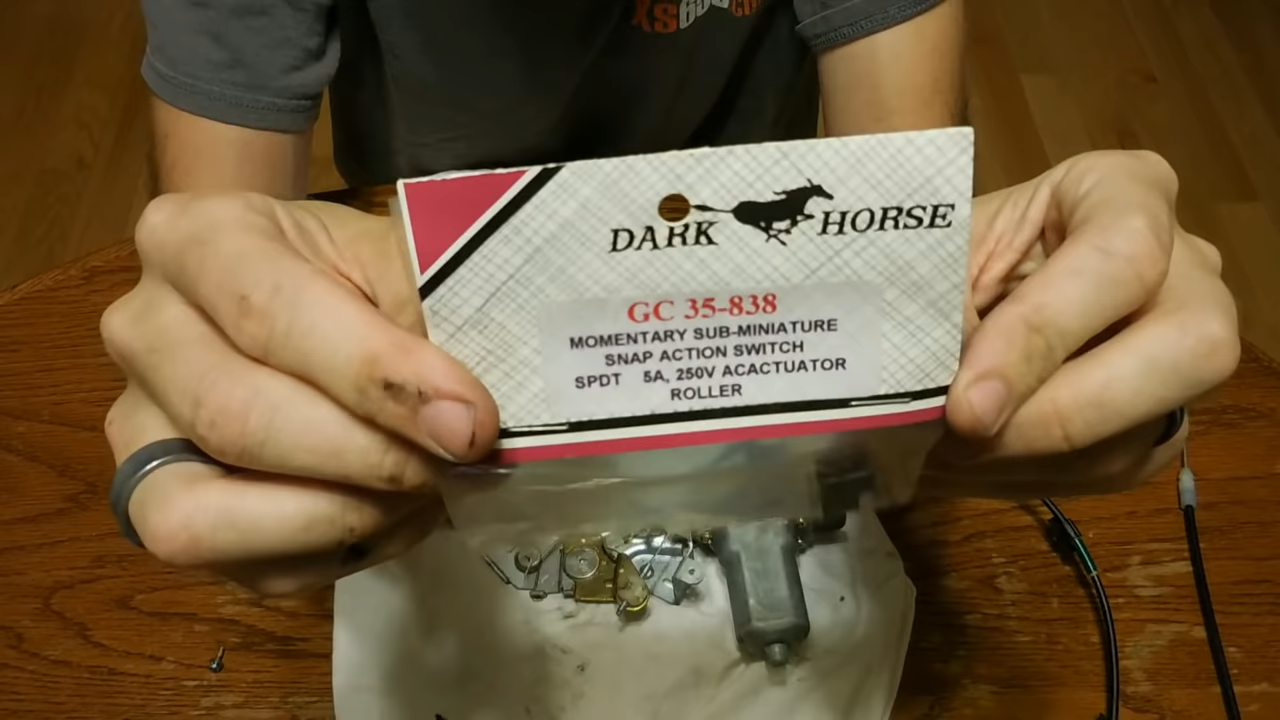 DARK HORSE
GC 35-838
MOMENTARY SUB-MINIATURE
SNAP ACTION SWITCH
SPDT 5A, 250V ACACTUATOR
ROLLER